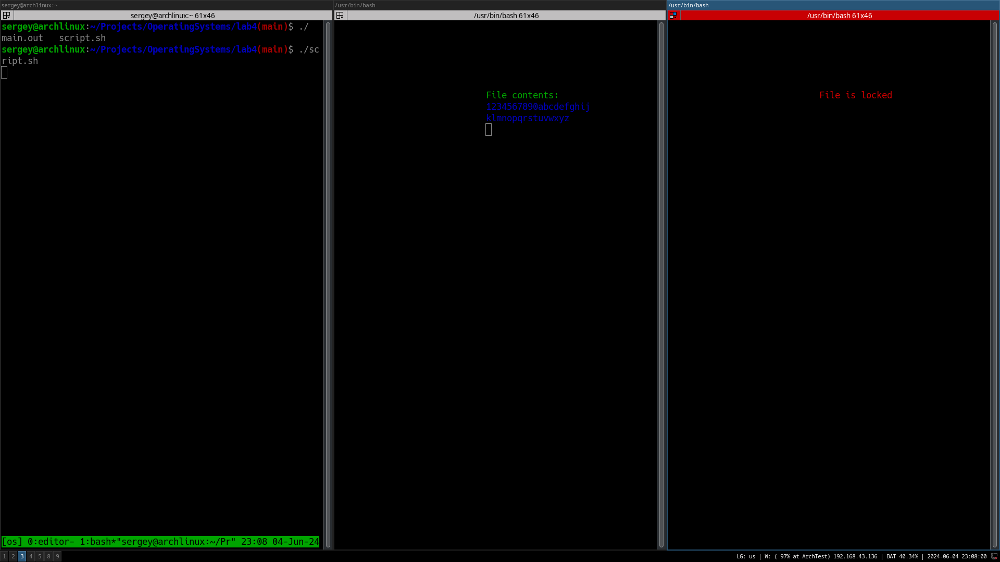 sergey@archlinux:~
/usr/bin/bash
/usr/bin/bash
sergey@archlinux:~ 61x46
/usr/bin/bash 61x46
/usr/bin/bash 61x46
sergey@archlinux:~/Projects/OperatingSystems/lab4(main)$ ./
main.out   script.sh
sergey@archlinux:~/Projects/OperatingSystems/lab4(main)$ ./sc
ript.sh
[os] 0:editor- 1:bash*"sergey@archlinux:~/Pr" 23:08 04-Jun-24
File contents:
1234567890abcdefghij
klmnopqrstuvwxyz
File is locked
1 2 3 4 5 8 9
LG: us | W: ( 97% at ArchTest) 192.168.43.136 | BAT 40.34% | 2024-06-04 23:08:00